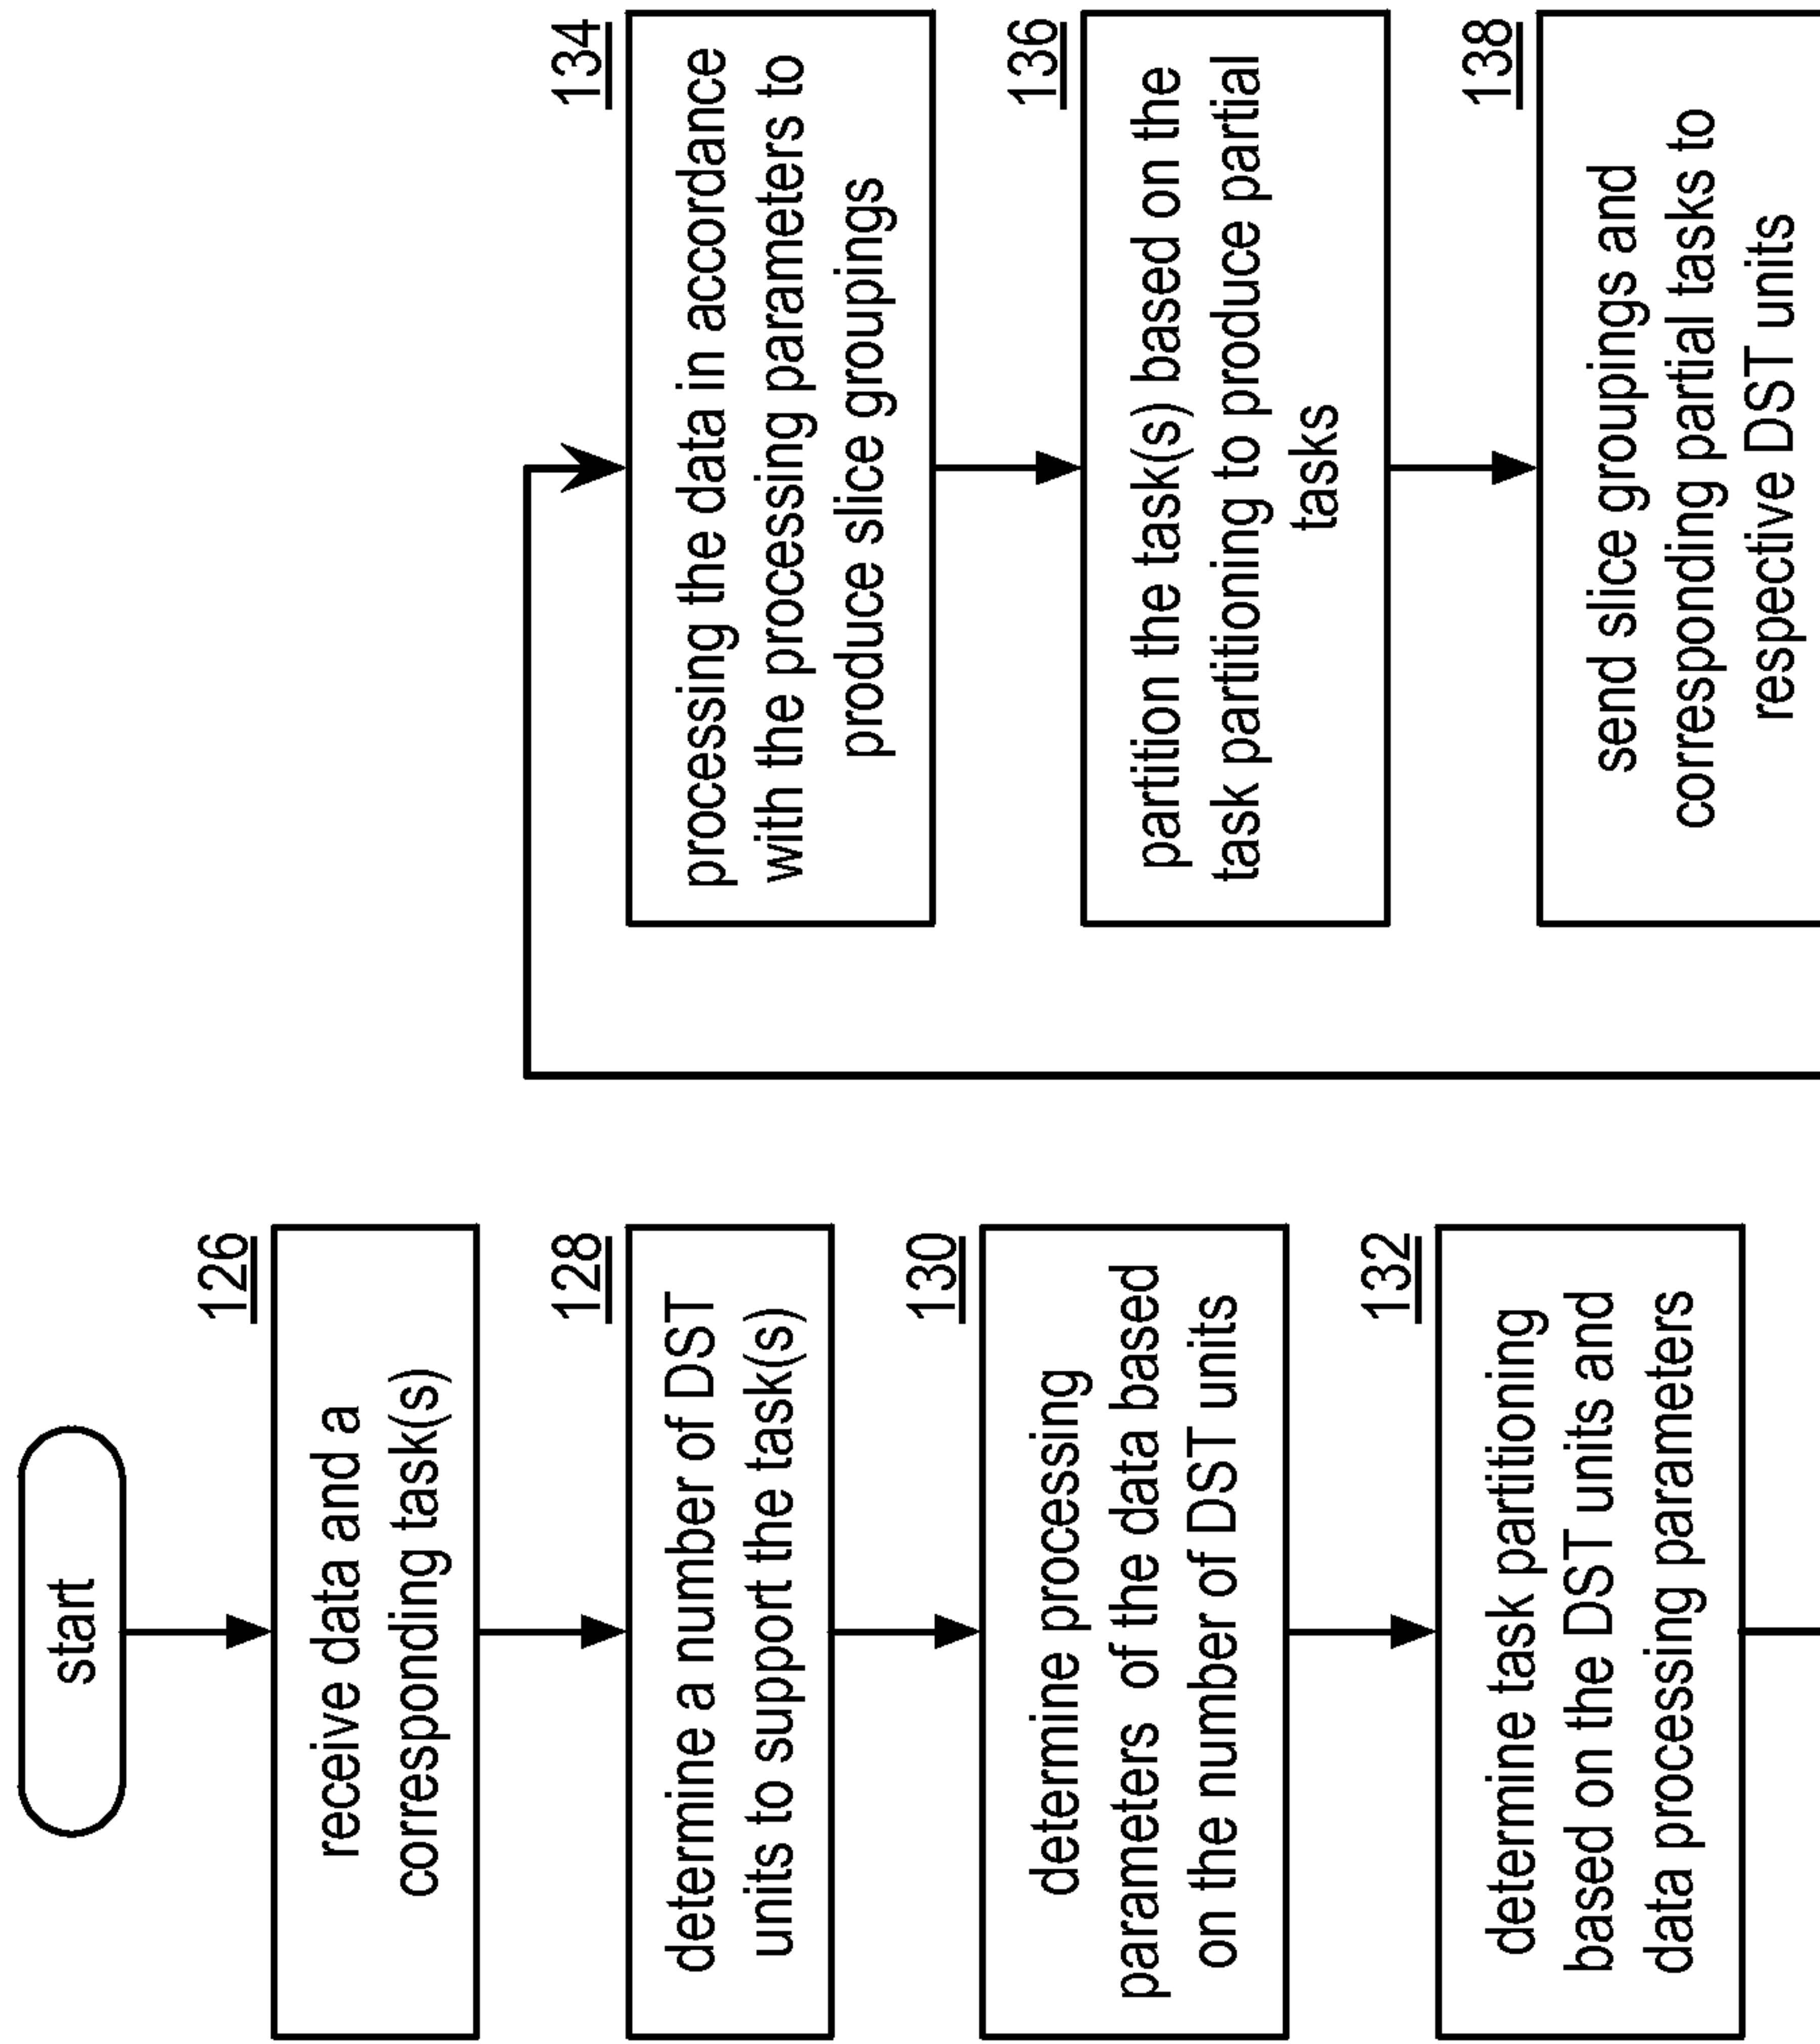 start
126
receive data and a
corresponding task(s)
128
determine a number of DST
units to support the task(s)
130
determine processing
parameters of the data based
on the number of DST units
132
determine task partitioning
based on the DST units and
data processing parameters
134
processing the data in accordance
with the processing parameters to
produce slice groupings
136
partition the task(s) based on the
task partitioning to produce partial
tasks
138
send slice groupings and
corresponding partial tasks to
respective DST units